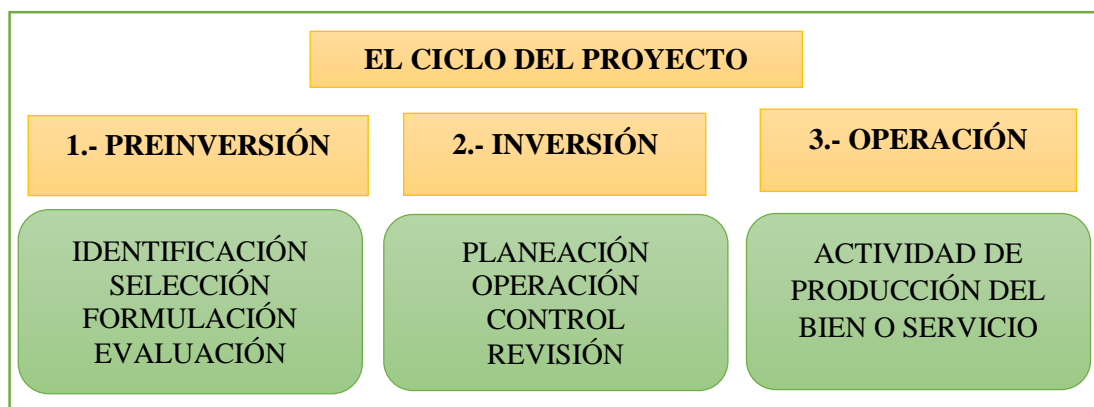 EL CICLO DEL PROYECTO
1.- PREINVERSIÓN
2.- INVERSIÓN
3.- OPERACIÓN
IDENTIFICACIÓN
SELECCIÓN
FORMULACIÓN
EVALUACIÓN
PLANEACIÓN
OPERACIÓN
CONTROL
REVISIÓN
ACTIVIDAD DE
PRODUCCIÓN DEL
BIEN O SERVICIO